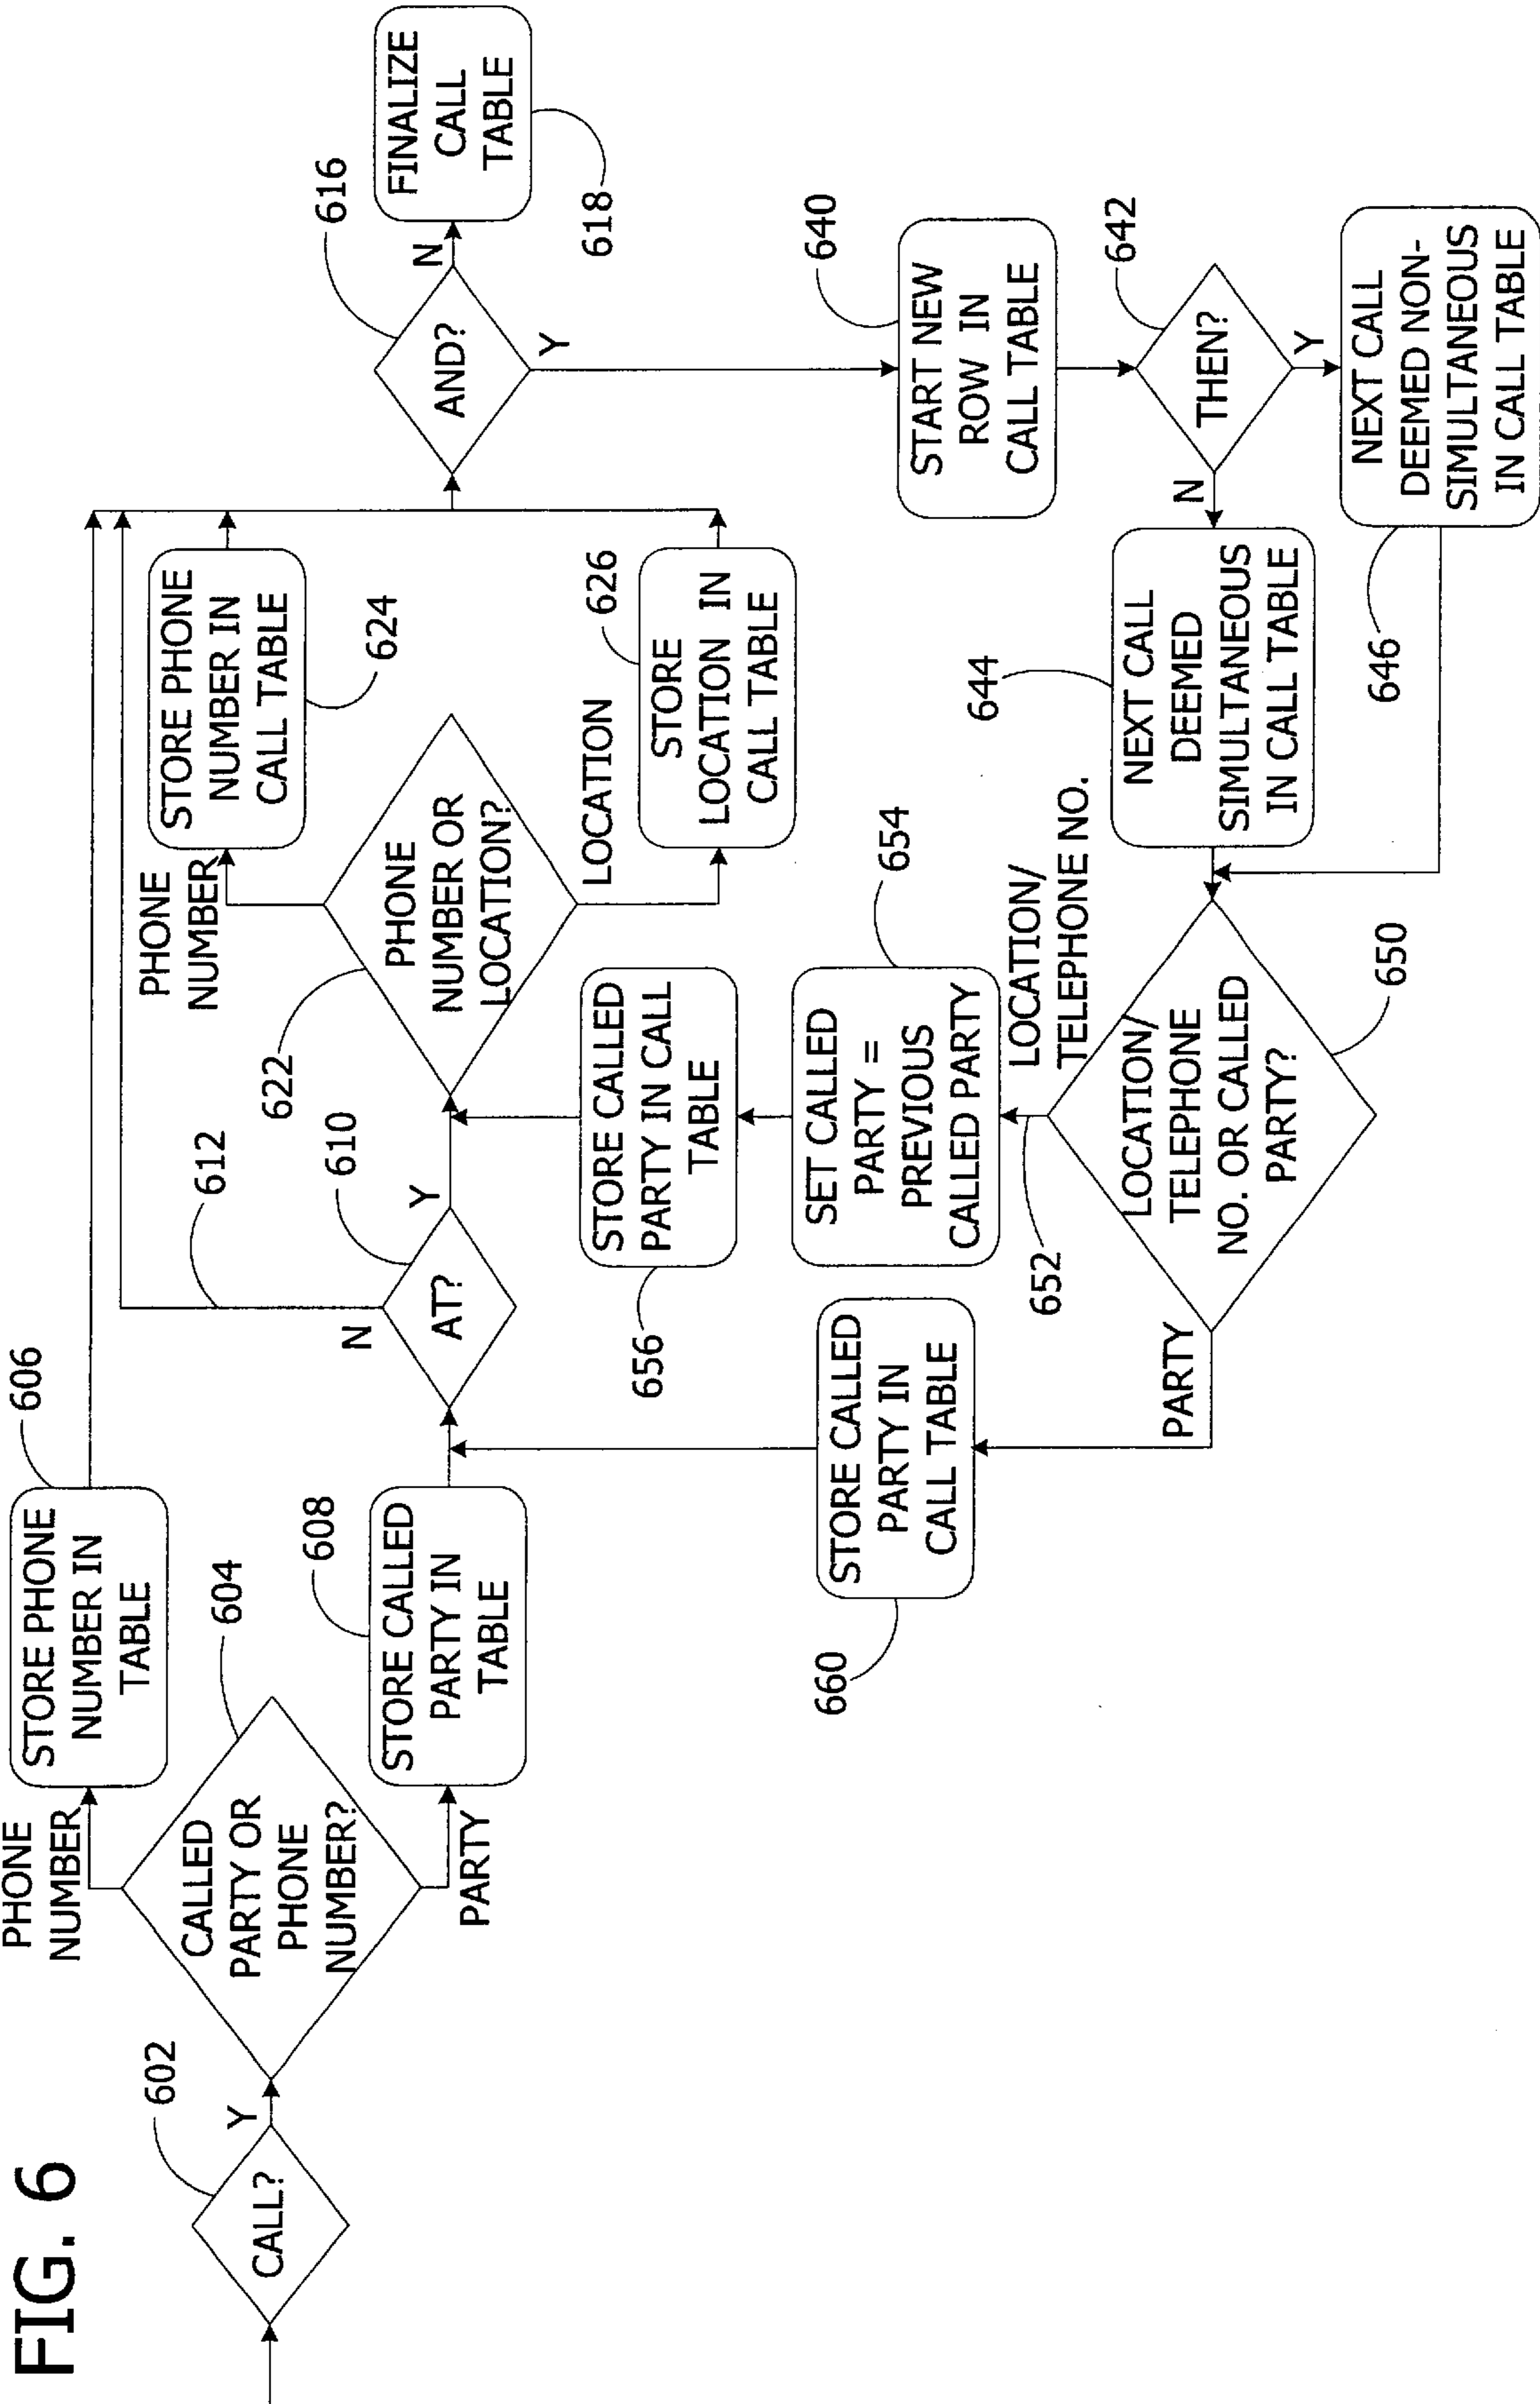 FIG. 6
CALL?
602
Y
CALLED
PARTY OR
PHONE
NUMBER?
604
PHONE
NUMBER
STORE PHONE
NUMBER IN
TABLE
606
PARTY
STORE CALLED
PARTY IN
TABLE
608
AT?
610
N
612
Y
PHONE
NUMBER OR
LOCATION?
622
PHONE
NUMBER
STORE PHONE
NUMBER IN
CALL TABLE
624
LOCATION
STORE
LOCATION IN
CALL TABLE
626
AND?
616
N
FINALIZE
CALL
TABLE
618
Y
START NEW
ROW IN
CALL TABLE
640
THEN?
642
N
NEXT CALL
DEEMED
SIMULTANEOUS
IN CALL TABLE
644
Y
NEXT CALL
DEEMED NON-
SIMULTANEOUS
IN CALL TABLE
646
LOCATION/
TELEPHONE
NO. OR CALLED
PARTY?
650
LOCATION/
TELEPHONE NO.
652
SET CALLED
PARTY =
PREVIOUS
CALLED PARTY
654
STORE CALLED
PARTY IN CALL
TABLE
656
PARTY
STORE CALLED
PARTY IN
CALL TABLE
660